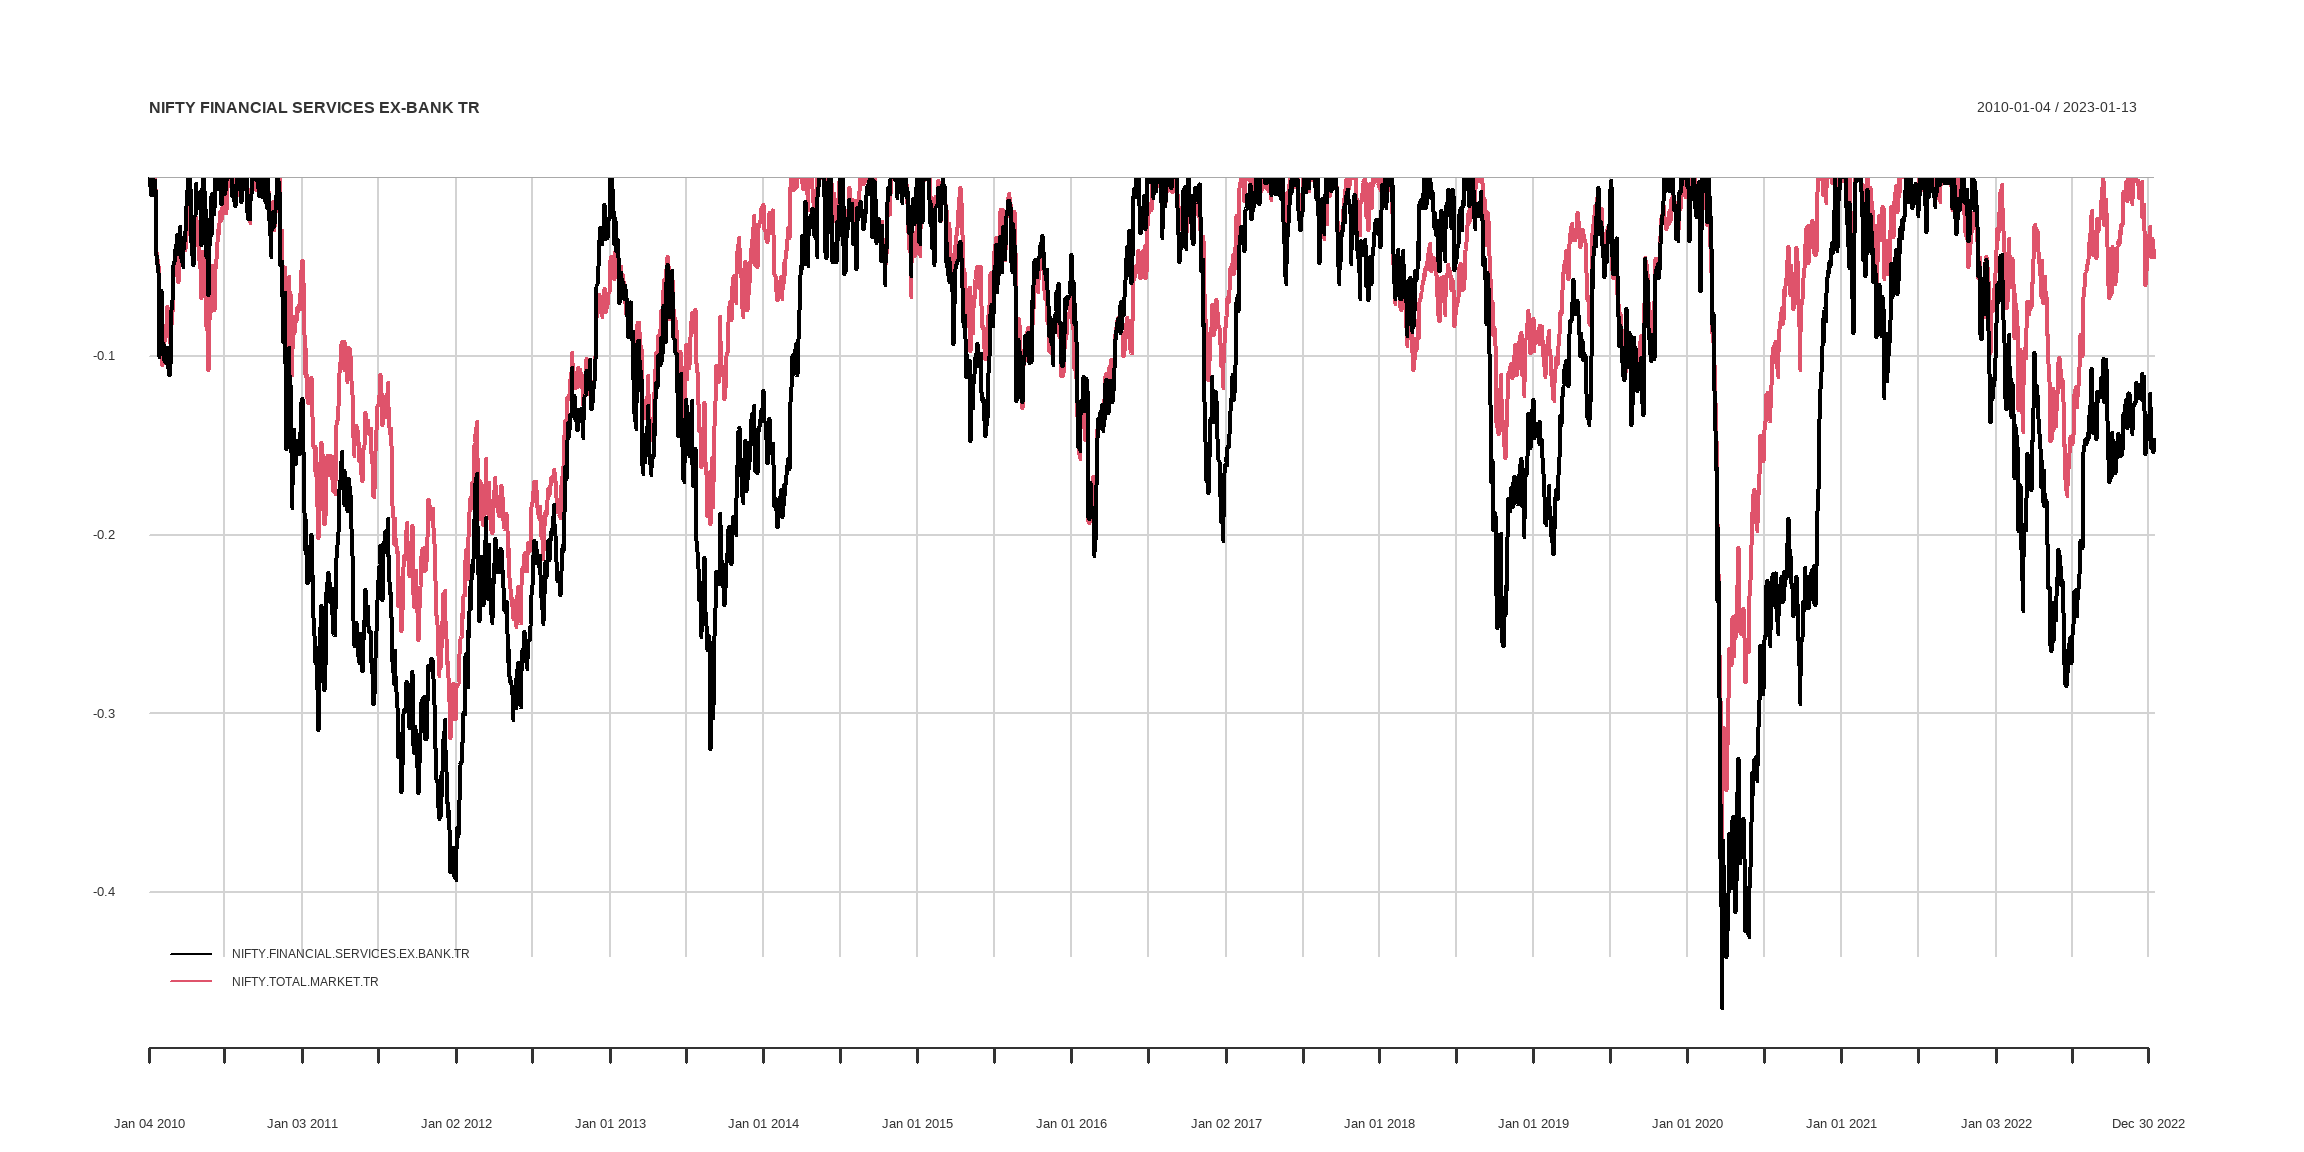 NIFTY FINANCIAL SERVICES EX-BANK TR
2010-01-04 / 2023-01-13
-0.1
-0.2
-0.3
-0.4
NIFTY.FINANCIAL.SERVICES.EX.BANK.TR
NIFTY.TOTAL.MARKET.TR
Jan 04 2010 Jan 03 2011 Jan 02 2012 Jan 01 2013 Jan 01 2014 Jan 01 2015 Jan 01 2016 Jan 02 2017 Jan 01 2018 Jan 01 2019 Jan 01 2020 Jan 01 2021 Jan 03 2022 Dec 30 2022